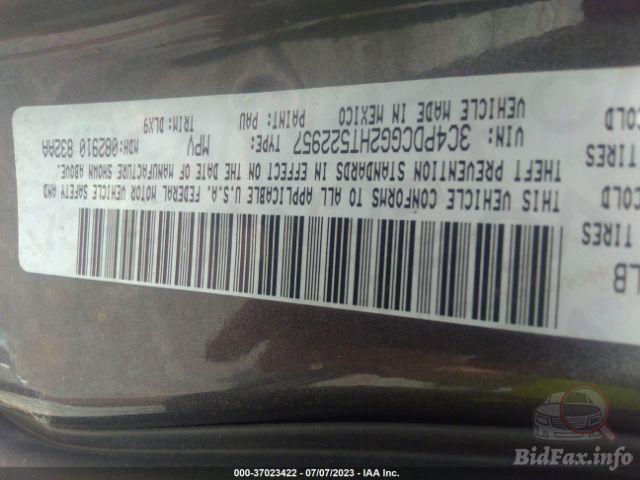 THIS VEHICLE CONFORMS TO ALL APPLICABLE U.S.A. FEDERAL MOTOR VEHICLE SAFETY AND
THEFT PREVENTION STANDARDS IN EFFECT ON THE DATE OF MANUFACTURE SHOWN ABOVE.
VIN: 3C4PDCGG2HT522957 TYPE: MPV MDH:082910 832AA
VEHICLE MADE IN MEXICO PAINT: PAU TRIM: DLX9
COLD
TIRES
TIRES
LB
BidFax.info
000-37023422 - 07/07/2023 - IAA Inc.